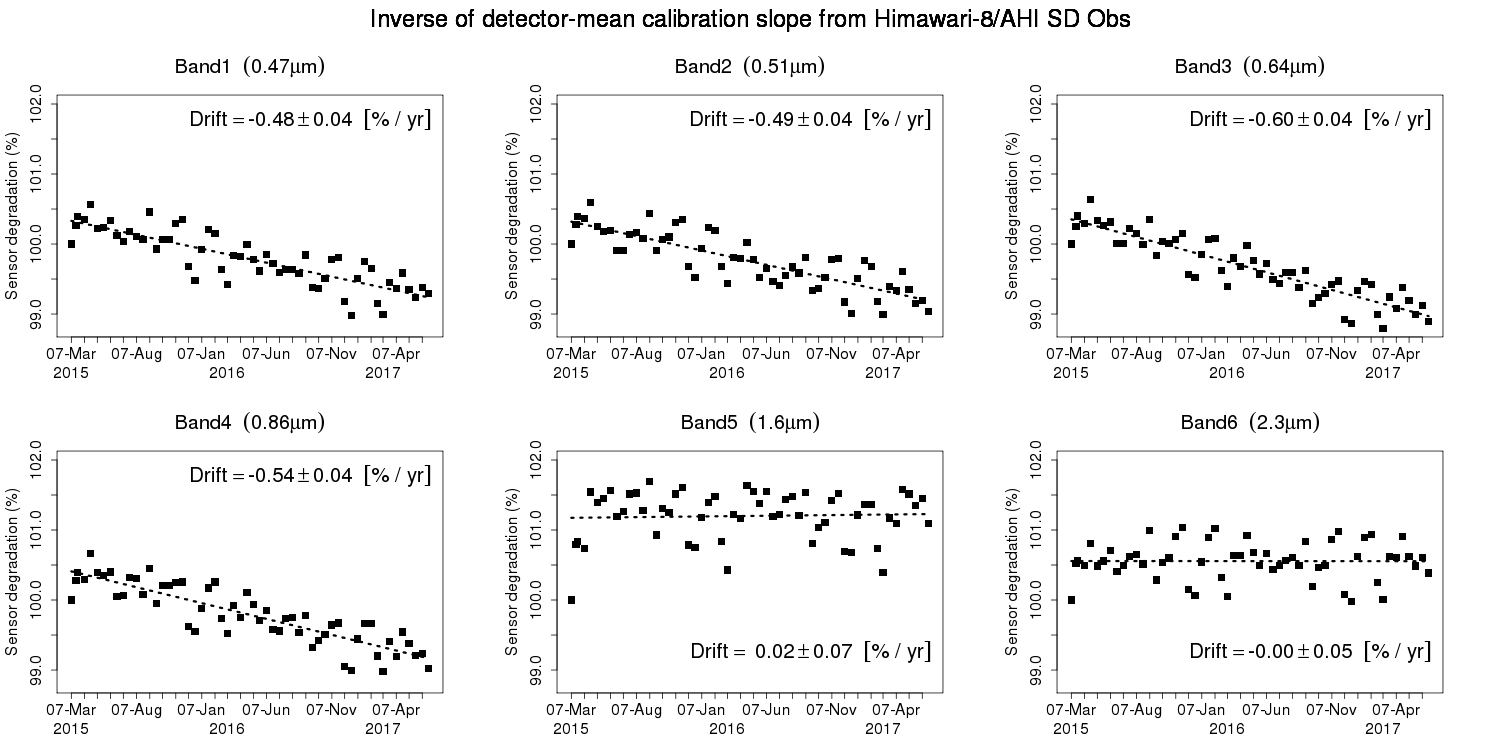 Inverse of detector-mean calibration slope from Himawari-8/AHI SD Obs
Band1 (0.47μm)
Drift = -0.48 ± 0.04 [% / yr]
Sensor degradation (%)
102.0
101.0
100.0
99.0
07-Mar 07-Aug 07-Jan 07-Jun 07-Nov 07-Apr
2015 2016 2017
Band2 (0.51μm)
Drift = -0.49 ± 0.04 [% / yr]
Sensor degradation (%)
102.0
101.0
100.0
99.0
07-Mar 07-Aug 07-Jan 07-Jun 07-Nov 07-Apr
2015 2016 2017
Band3 (0.64μm)
Drift = -0.60 ± 0.04 [% / yr]
Sensor degradation (%)
102.0
101.0
100.0
99.0
07-Mar 07-Aug 07-Jan 07-Jun 07-Nov 07-Apr
2015 2016 2017
Band4 (0.86μm)
Drift = -0.54 ± 0.04 [% / yr]
Sensor degradation (%)
102.0
101.0
100.0
99.0
07-Mar 07-Aug 07-Jan 07-Jun 07-Nov 07-Apr
2015 2016 2017
Band5 (1.6μm)
Sensor degradation (%)
102.0
101.0
100.0
99.0
Drift = 0.02 ± 0.07 [% / yr]
07-Mar 07-Aug 07-Jan 07-Jun 07-Nov 07-Apr
2015 2016 2017
Band6 (2.3μm)
Sensor degradation (%)
102.0
101.0
100.0
99.0
Drift = -0.00 ± 0.05 [% / yr]
07-Mar 07-Aug 07-Jan 07-Jun 07-Nov 07-Apr
2015 2016 2017